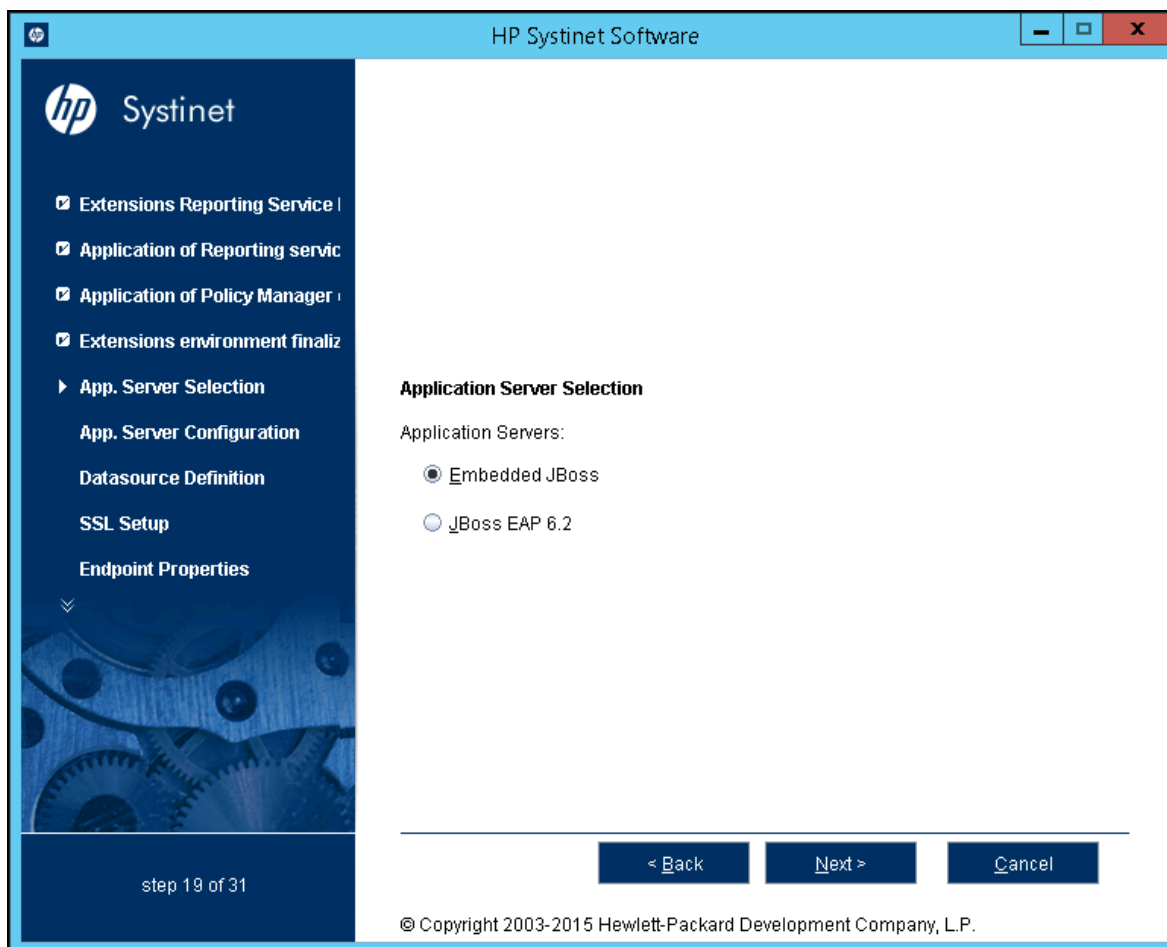 HP Systinet Software
hp Systinet
Extensions Reporting Service
Application of Reporting servic
Application of Policy Manager
Extensions environment finaliz
App. Server Selection
App. Server Configuration
Datasource Definition
SSL Setup
Endpoint Properties
step 19 of 31
Application Server Selection
Application Servers:
Embedded JBoss
JBoss EAP 6.2
< Back
Next >
Cancel
© Copyright 2003-2015 Hewlett-Packard Development Company, L.P.